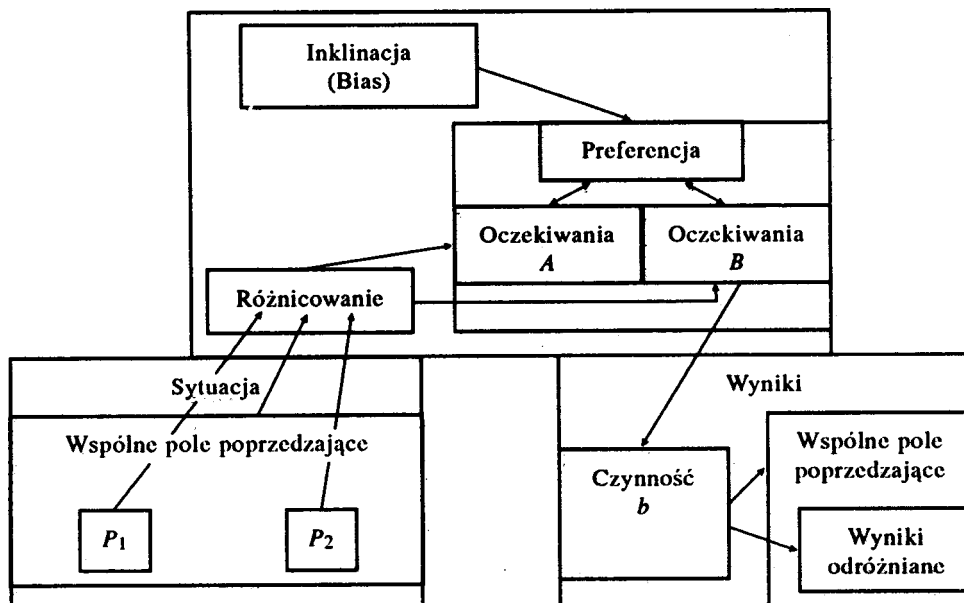 Inklinacja
(Bias)
Preferencja
Oczekiwania
A
Oczekiwania
B
Różnicowanie
Sytuacja
Wspólne pole poprzedzające
P1
P2
Wyniki
Czynność
b
Wspólne pole
poprzedzające
Wyniki
odróżniane